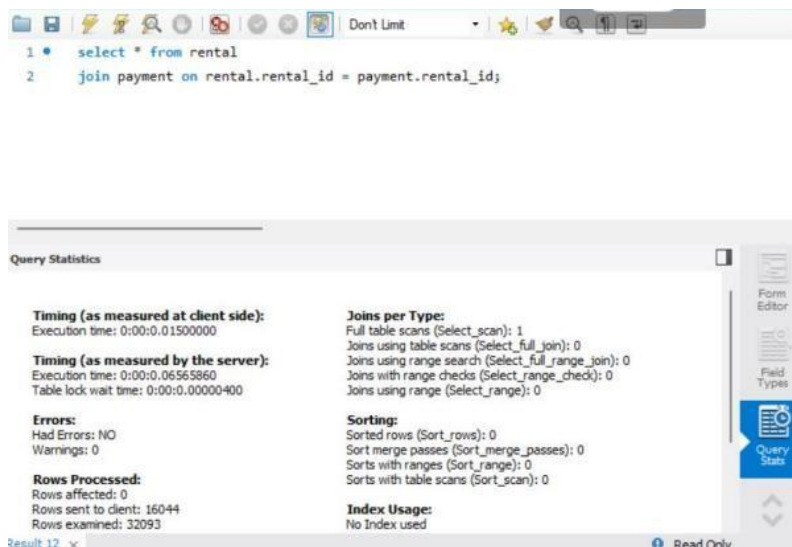 Don't Limit
1 select * from rental
2 join payment on rental.rental_id = payment.rental_id;
Query Statistics
Timing (as measured at client side):
Execution time: 0:00:0.01500000
Timing (as measured by the server):
Execution time: 0:00:0.06565860
Table lock wait time: 0:00:0.00000400
Errors:
Had Errors: NO
Warnings: 0
Rows Processed:
Rows affected: 0
Rows sent to client: 16044
Rows examined: 32093
Joins per Type:
Full table scans (Select_scan): 1
Joins using table scans (Select_full_join): 0
Joins using range search (Select_full_range_join): 0
Joins with range checks (Select_range_check): 0
Joins using range (Select_range): 0
Sorting:
Sorted rows (Sort_rows): 0
Sort merge passes (Sort_merge_passes): 0
Sorts with ranges (Sort_range): 0
Sorts with table scans (Sort_scan): 0
Index Usage:
No Index used
Form
Editor
Field
Types
Query
Stats
Result 12
Read Only